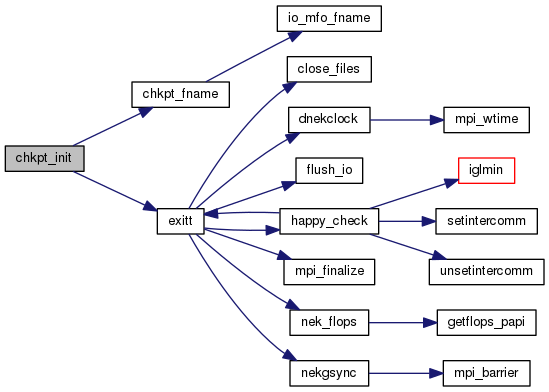 io_mfo_fname
close_files
chkpt_fname
dnekclock
mpi_wtime
chkpt_init
flush_io
iglmin
exitt
happy_check
setintercomm
mpi_finalize
unsetintercomm
nek_flops
getflops_papi
nekgsync
mpi_barrier